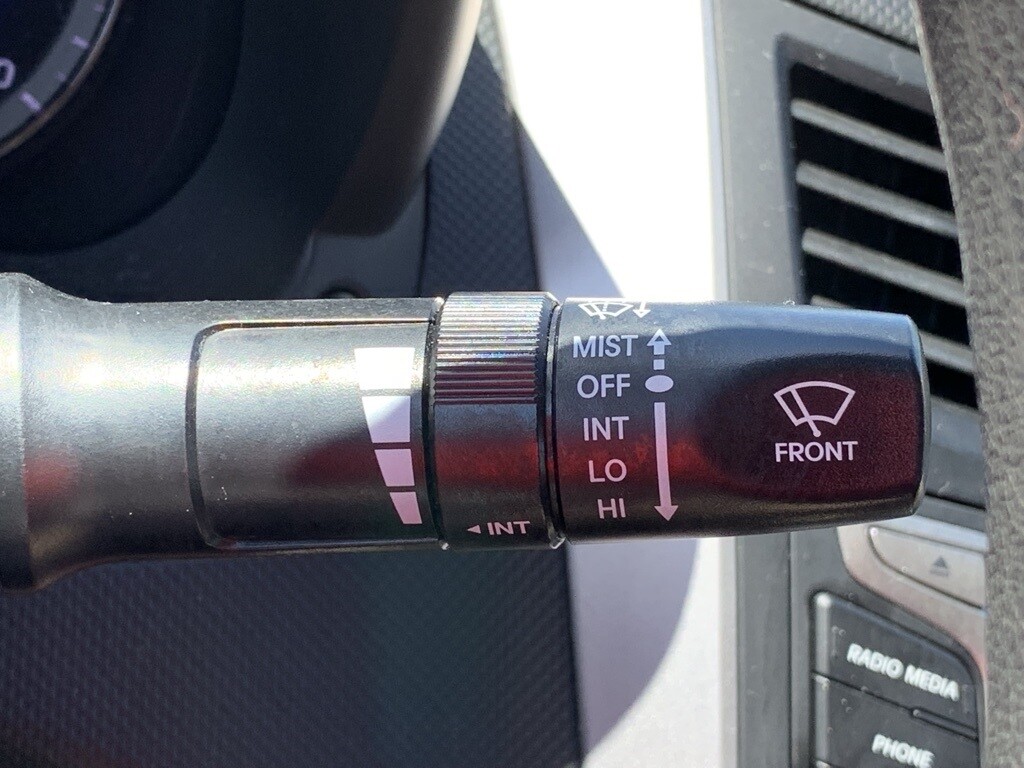 MIST
OFF
INT
LO
HI
FRONT
◂ INT
RADIO MEDIA
PHONE